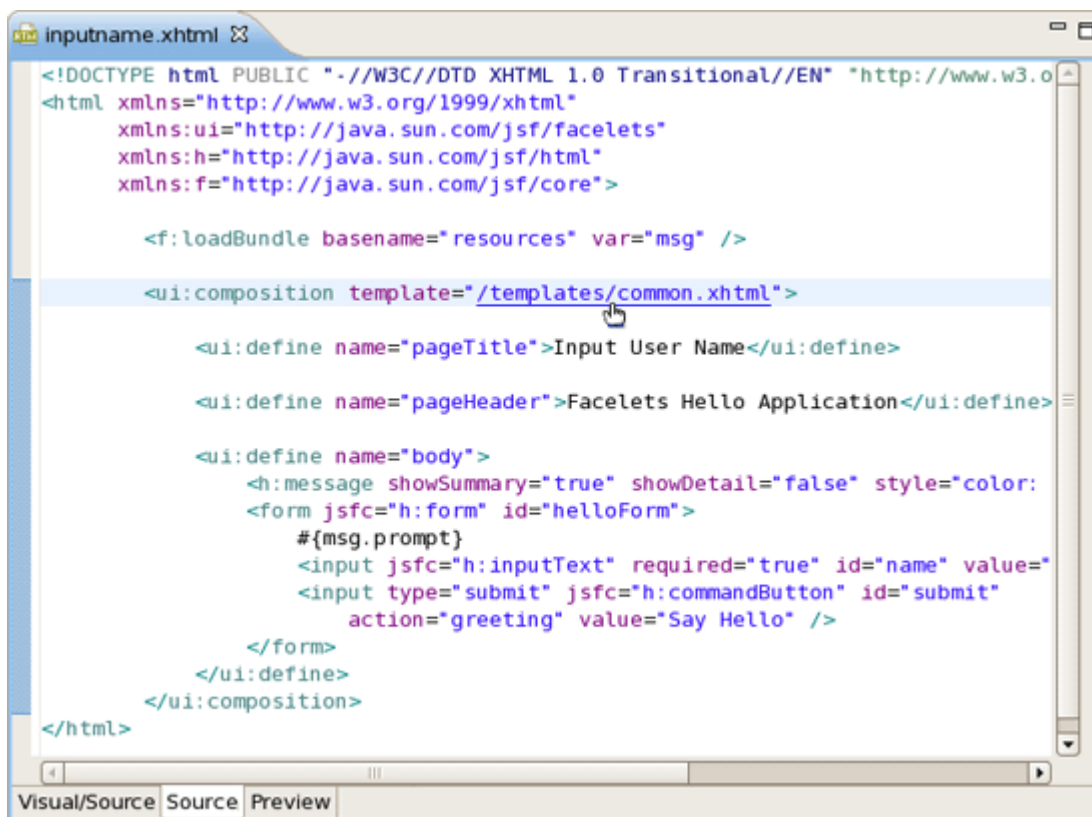 inputname.xhtml
<!DOCTYPE html PUBLIC "-//W3C//DTD XHTML 1.0 Transitional//EN" "http://www.w3.o
<html xmlns="http://www.w3.org/1999/xhtml"
      xmlns:ui="http://java.sun.com/jsf/facelets"
      xmlns:h="http://java.sun.com/jsf/html"
      xmlns:f="http://java.sun.com/jsf/core">
        <f:loadBundle basename="resources" var="msg" />
        <ui:composition template="/templates/common.xhtml">
            <ui:define name="pageTitle">Input User Name</ui:define>
            <ui:define name="pageHeader">Facelets Hello Application</ui:define>
            <ui:define name="body">
                <h:message showSummary="true" showDetail="false" style="color:
                <form jsfc="h:form" id="helloForm">
                    #{msg.prompt}
                    <input jsfc="h:inputText" required="true" id="name" value="
                    <input type="submit" jsfc="h:commandButton" id="submit"
                        action="greeting" value="Say Hello" />
                </form>
            </ui:define>
        </ui:composition>
</html>
Visual/Source Source Preview